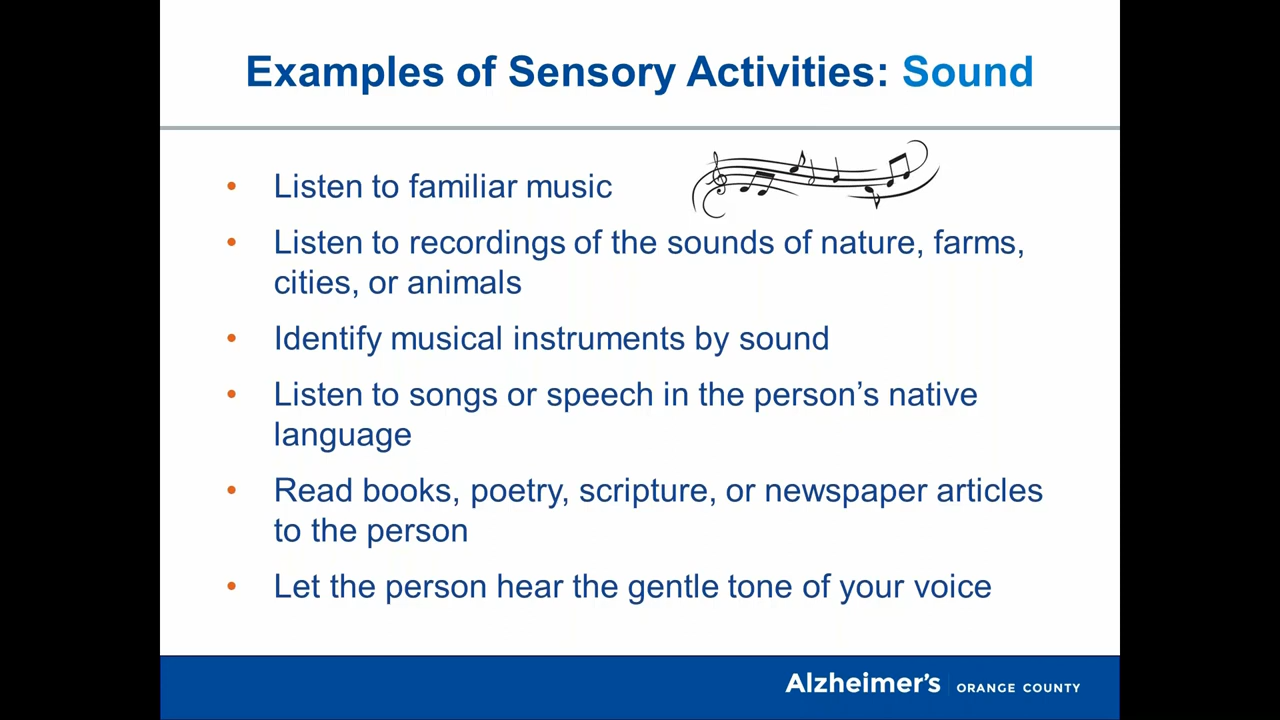 Examples of Sensory Activities: Sound
• Listen to familiar music
• Listen to recordings of the sounds of nature, farms,
cities, or animals
• Identify musical instruments by sound
• Listen to songs or speech in the person’s native
language
• Read books, poetry, scripture, or newspaper articles
to the person
• Let the person hear the gentle tone of your voice
Alzheimer’s ORANGE COUNTY